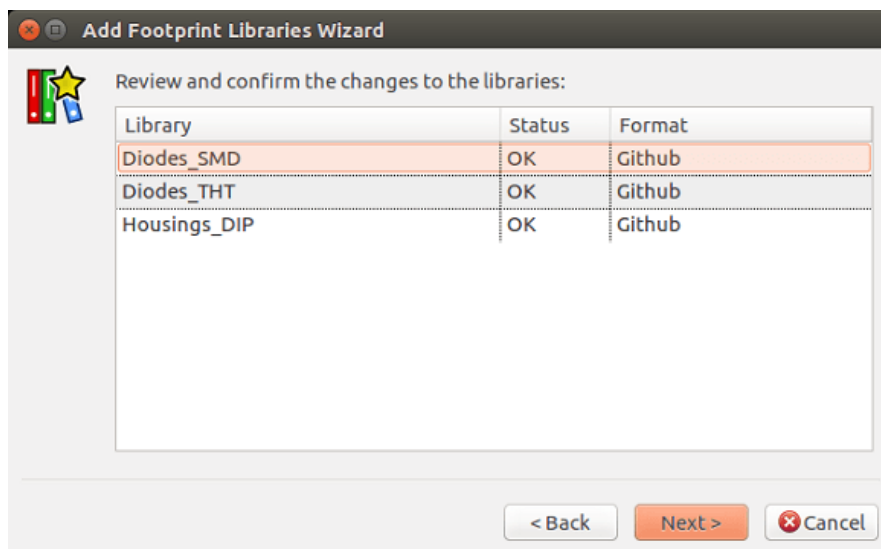 Add Footprint Libraries Wizard
Review and confirm the changes to the libraries:
Library Status Format
Diodes_SMD OK Github
Diodes_THT OK Github
Housings_DIP OK Github
< Back Next > Cancel